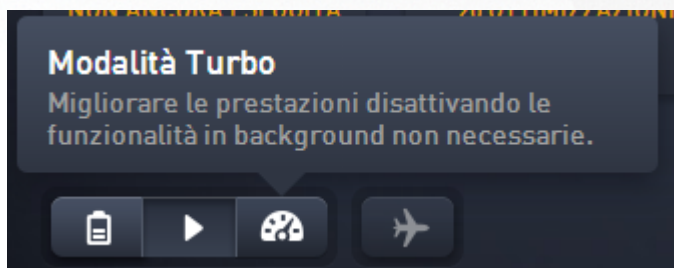 Modalità Turbo
Migliorare le prestazioni disattivando le
funzionalità in background non necessarie.